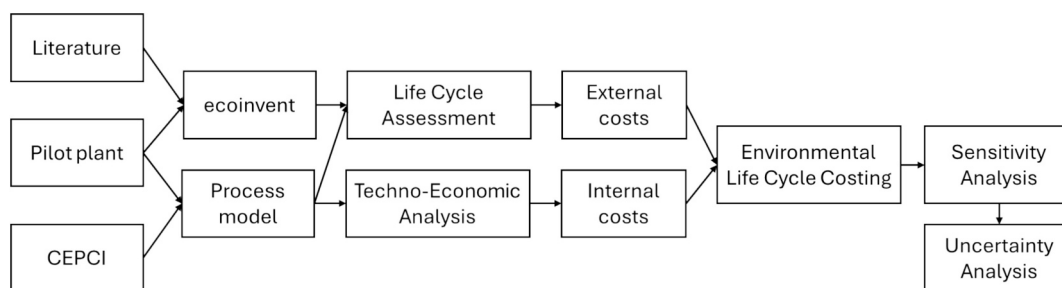 Literature
Pilot plant
CEPCI
ecoinvent
Process
model
Life Cycle
Assessment
Techno-Economic
Analysis
External
costs
Internal
costs
Environmental
Life Cycle Costing
Sensitivity
Analysis
Uncertainty
Analysis